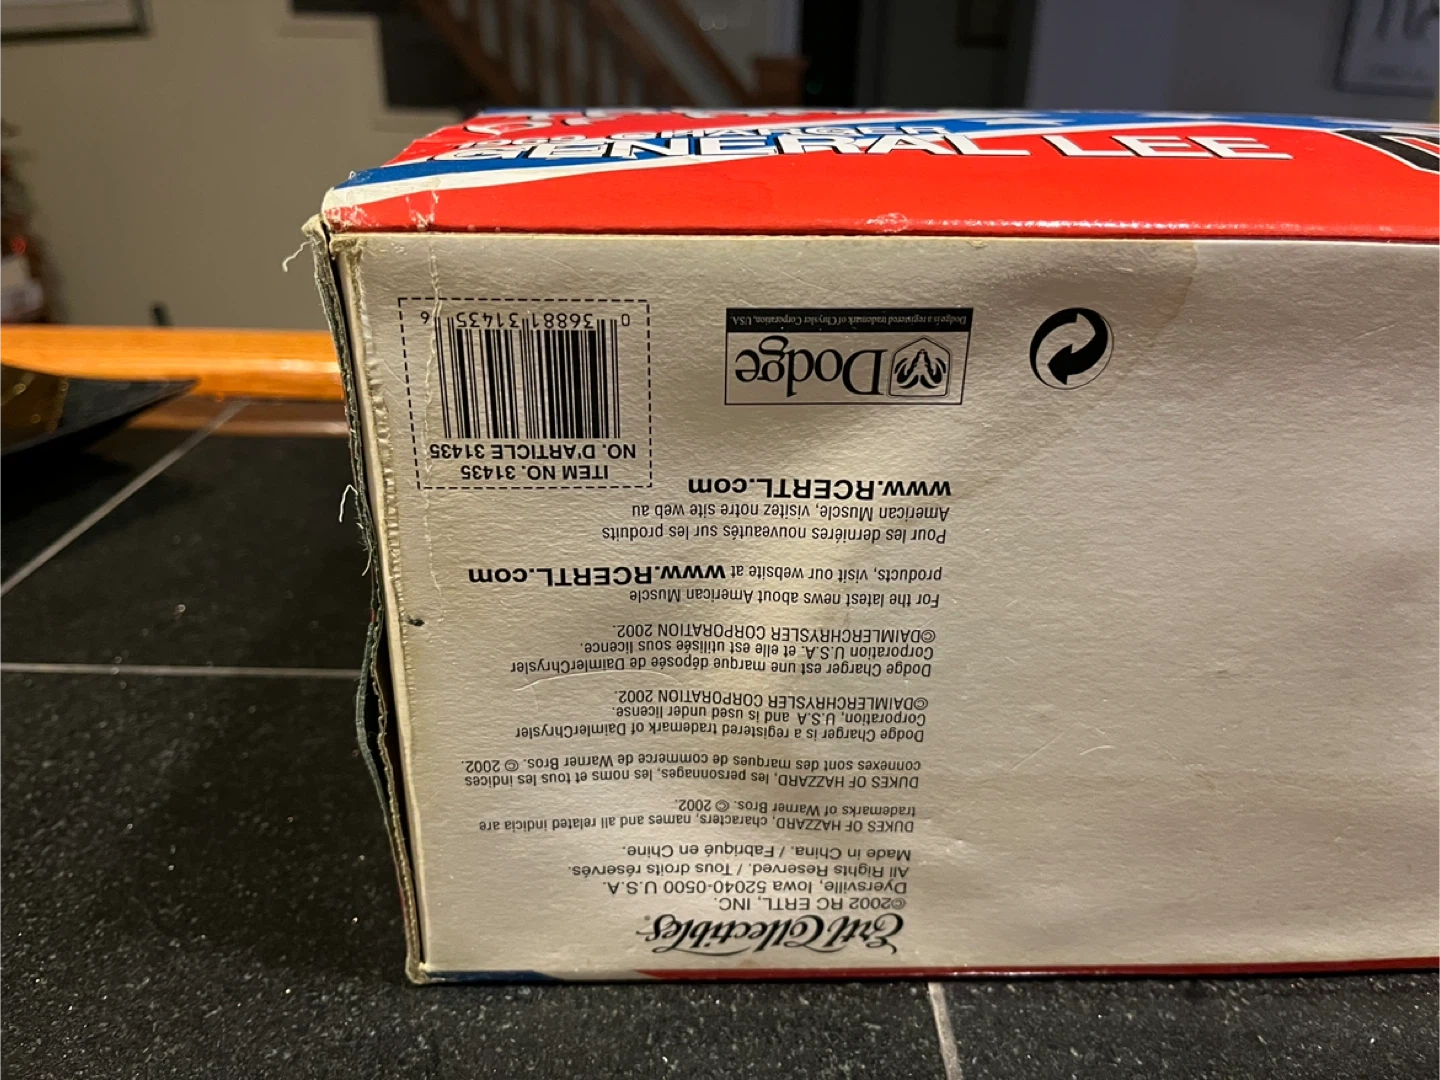 1969 CHARGER
GENERAL LEE
Ertl Collectibles®
©2002 RC ERTL, INC.
Dyersville, Iowa 52040-0500 U.S.A.
All Rights Reserved. / Tous droits réservés.
Made in China. / Fabriqué en Chine.
DUKES OF HAZZARD, characters, names and all related indicia are
trademarks of Warner Bros. © 2002.
DUKES OF HAZZARD, les personnages, les noms et tous les indices
connexes sont des marques de commerce de Warner Bros. © 2002.
Dodge Charger is a registered trademark of DaimlerChrysler
Corporation, U.S.A and is used under license.
©DAIMLERCHRYSLER CORPORATION 2002.
Dodge Charger est une marque déposée de DaimlerChrysler
Corporation U.S.A. et elle est utilisée sous licence.
©DAIMLERCHRYSLER CORPORATION 2002.
For the latest news about American Muscle
products, visit our website at www.RCERTL.com
Pour les derniéres nouveautés sur les produits
American Muscle, visitez notre site web au
www.RCERTL.com
Dodge
Dodge is a registered trademark of Chrysler Corporation, USA.
ITEM NO. 31435
NO. D'ARTICLE 31435
0 36881 31435 6